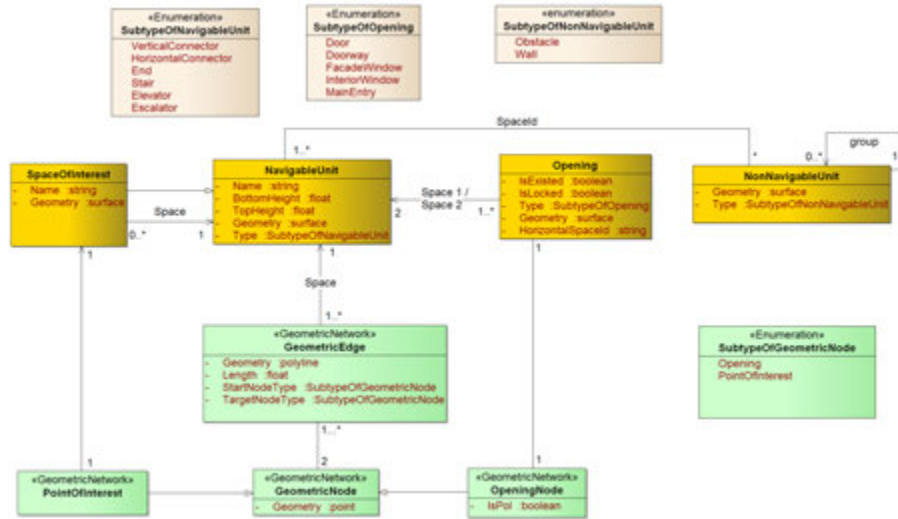 «Enumeration»
SubtypeOfNavigableUnit
VerticalConnector
HorizontalConnector
End
Stair
Elevator
Escalator
«Enumeration»
SubtypeOfOpening
Door
Doorway
FacadeWindow
InteriorWindow
MainEntry
«enumeration»
SubtypeOfNonNavigableUnit
Obstacle
Wall
SpaceId
1..*
*
group
0..*
1
SpaceOfInterest
- Name :string
- Geometry :surface
NavigableUnit
- Name :string
- BottomHeight :float
- TopHeight :float
- Geometry :surface
- Type :SubtypeOfNavigableUnit
Opening
- IsExisted :boolean
- IsLocked :boolean
- Type :SubtypeOfOpening
- Geometry :surface
- HorizontalSpaceId :string
NonNavigableUnit
- Geometry :surface
- Type :SubtypeOfNonNavigableUnit
Space
0..*
1
Space 1 /
Space 2
2
1..*
1
1
1
Space
1..*
«GeometricNetwork»
GeometricEdge
- Geometry :polyline
- Length :float
- StartNodeType :SubtypeOfGeometricNode
- TargetNodeType :SubtypeOfGeometricNode
«Enumeration»
SubtypeOfGeometricNode
Opening
PointOfInterest
1..*
2
1
1
«GeometricNetwork»
PointOfInterest
«GeometricNetwork»
GeometricNode
- Geometry :point
«GeometricNetwork»
OpeningNode
- IsPoI :boolean